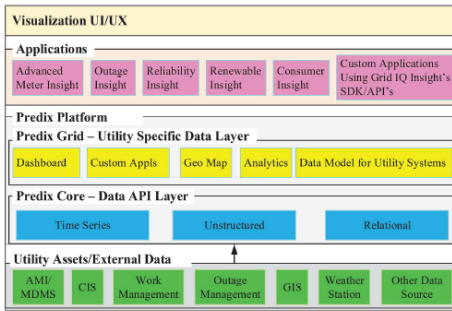 Visualization UI/UX
Applications
Advanced
Meter Insight
Outage
Insight
Reliability
Insight
Renewable
Insight
Consumer
Insight
Custom Applications
Using Grid IQ Insight's
SDK/API's
Predix Platform
Predix Grid – Utility Specific Data Layer
Dashboard
Custom Appls
Geo Map
Analytics
Data Model for Utility Systems
Predix Core – Data API Layer
Time Series
Unstructured
Relational
Utility Assets/External Data
AMI/
MDMS
CIS
Work
Management
Outage
Management
GIS
Weather
Station
Other Data
Source